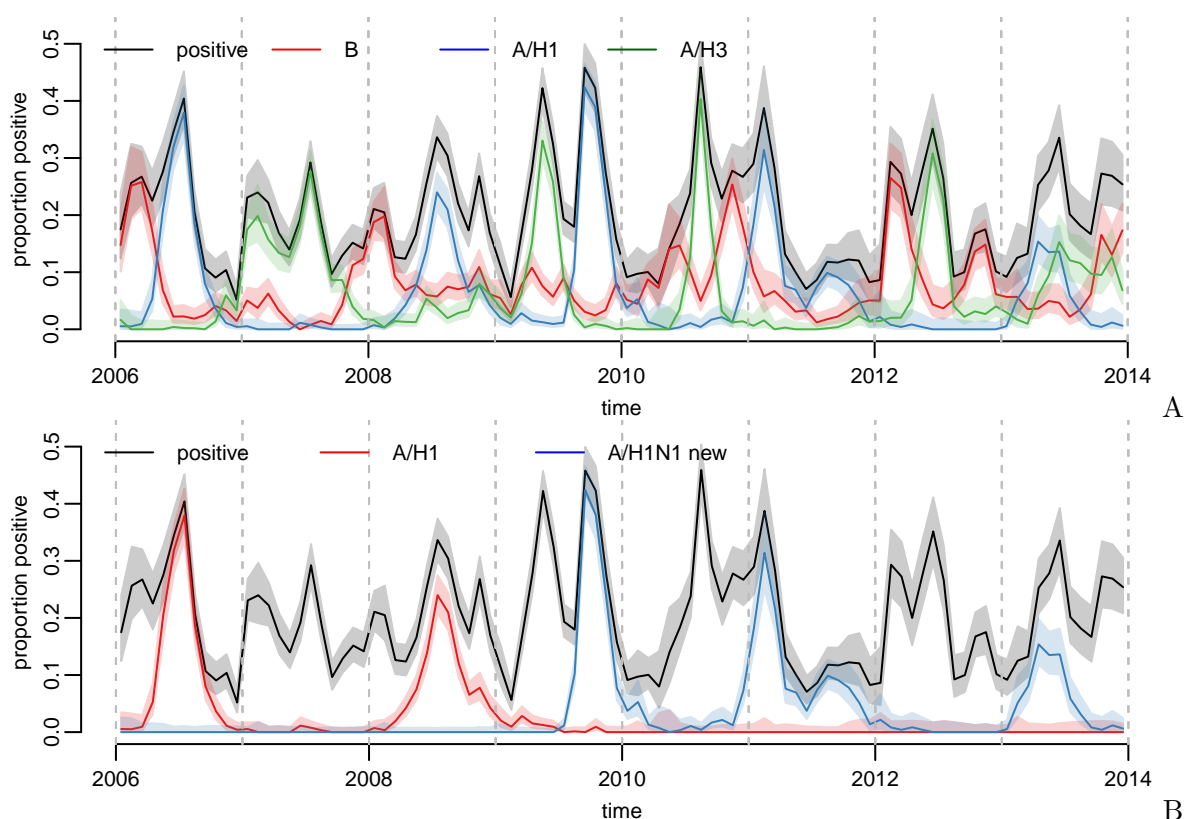 positive B A/H1 A/H3
0.5
0.4
0.3
0.2
0.1
0.0
proportion positive
2006 2008 2010 2012 2014
time
A
positive A/H1 A/H1N1 new
0.5
0.4
0.3
0.2
0.1
0.0
proportion positive
2006 2008 2010 2012 2014
time
B